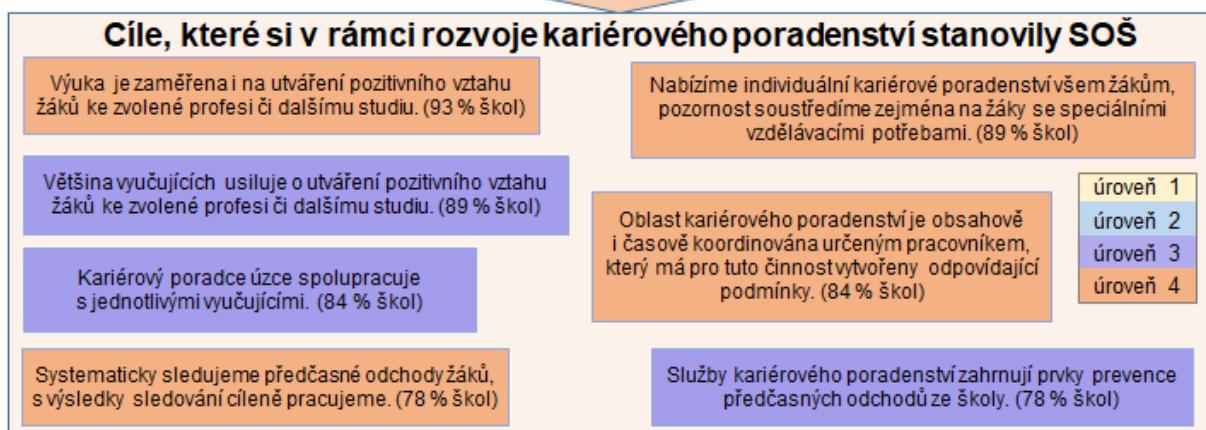 Cíle, které si v rámci rozvoje kariérového poradenství stanovily SOŠ
Výuka je zaměřena i na utváření pozitivního vztahu
žáků ke zvolené profesi či dalšímu studiu. (93 % škol)
Nabízíme individuální kariérové poradenství všem žákům,
pozornost soustředíme zejména na žáky se speciálními
vzdělávacími potřebami. (89 % škol)
Většina vyučujících usiluje o utváření pozitivního vztahu
žáků ke zvolené profesi či dalšímu studiu. (89 % škol)
Oblast kariérového poradenství je obsahově
i časově koordinována určeným pracovníkem,
který má pro tuto činnost vytvořeny odpovídající
podmínky. (84 % škol)
úroveň 1
úroveň 2
úroveň 3
úroveň 4
Kariérový poradce úzce spolupracuje
s jednotlivými vyučujícími. (84 % škol)
Systematicky sledujeme předčasné odchody žáků,
s výsledky sledování cíleně pracujeme. (78 % škol)
Služby kariérového poradenství zahrnují prvky prevence
předčasných odchodů ze školy. (78 % škol)